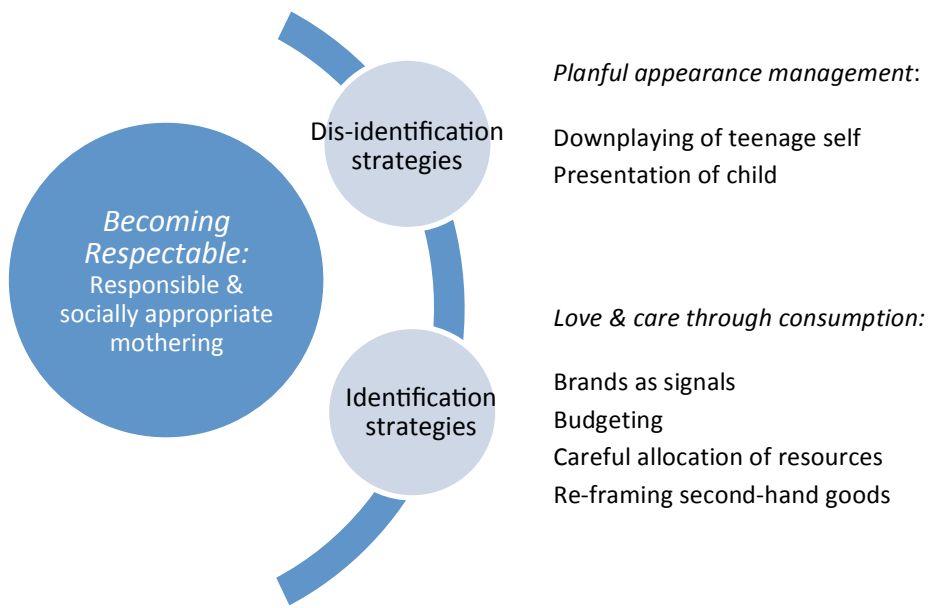 Becoming
Respectable:
Responsible &
socially appropriate
mothering
Dis-identification
strategies
Planful appearance management:
Downplaying of teenage self
Presentation of child
Identification
strategies
Love & care through consumption:
Brands as signals
Budgeting
Careful allocation of resources
Re-framing second-hand goods